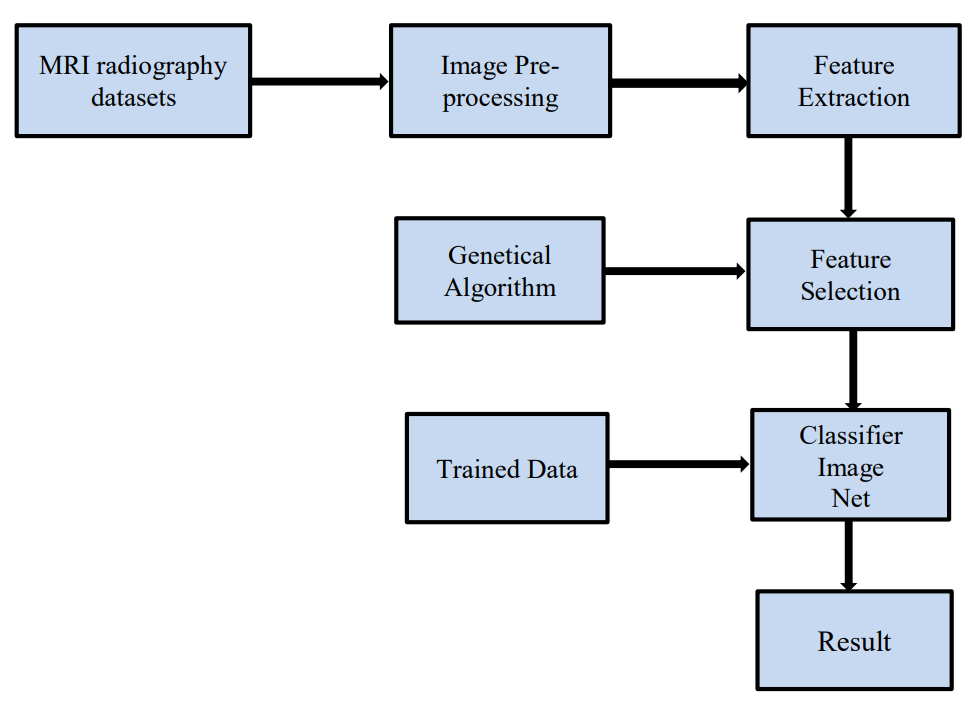 MRI radiography
datasets
Image Pre-
processing
Feature
Extraction
Genetical
Algorithm
Feature
Selection
Trained Data
Classifier
Image
Net
Result